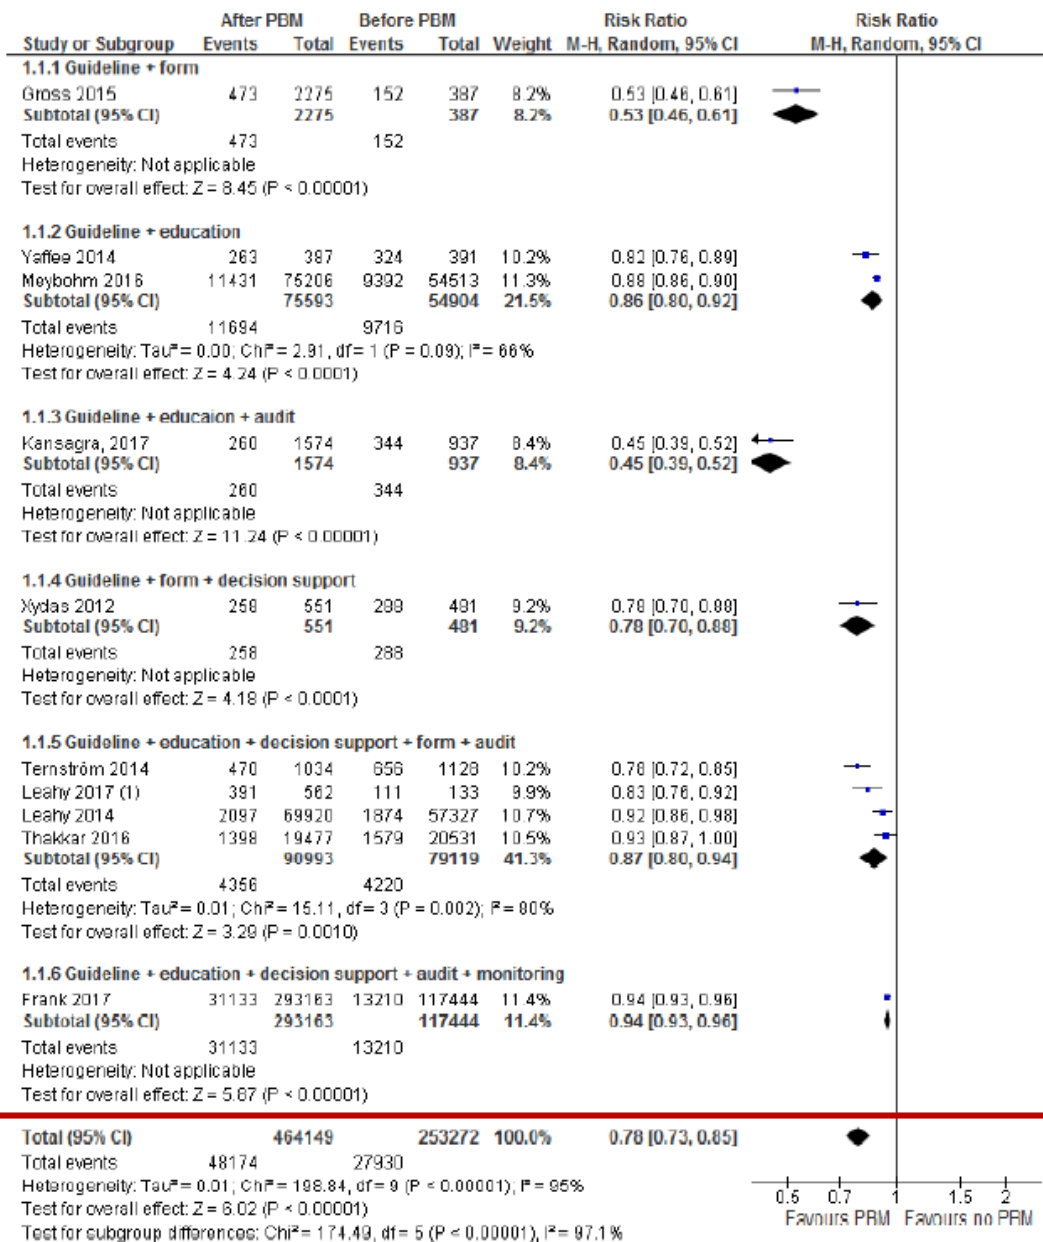 After PBM Before PBM Risk Ratio Risk Ratio
Study or Subgroup Events Total Events Total Weight M-H, Random, 95% CI M-H, Random, 95% CI
1.1.1 Guideline + form
Gross 2015 473 2275 152 387 8.2% 0.53 [0.46, 0.61]
Subtotal (95% CI) 2275 387 8.2% 0.53 [0.46, 0.61]
Total events 473 152
Heterogeneity: Not applicable
Test for overall effect: Z = 8.45 (P < 0.00001)
1.1.2 Guideline + education
Yaffee 2014 263 387 324 391 10.2% 0.82 [0.76, 0.89]
Meybohm 2016 11431 75206 9392 54513 11.3% 0.88 [0.86, 0.90]
Subtotal (95% CI) 75593 54904 21.5% 0.86 [0.80, 0.92]
Total events 11694 9716
Heterogeneity: Tau² = 0.00; Chi² = 2.91, df = 1 (P = 0.09); I² = 66%
Test for overall effect: Z = 4.24 (P < 0.0001)
1.1.3 Guideline + educaion + audit
Kansagra, 2017 260 1574 344 937 8.4% 0.45 [0.39, 0.52]
Subtotal (95% CI) 1574 937 8.4% 0.45 [0.39, 0.52]
Total events 260 344
Heterogeneity: Not applicable
Test for overall effect: Z = 11.24 (P < 0.00001)
1.1.4 Guideline + form + decision support
Xydas 2012 258 551 288 481 9.2% 0.78 [0.70, 0.88]
Subtotal (95% CI) 551 481 9.2% 0.78 [0.70, 0.88]
Total events 258 288
Heterogeneity: Not applicable
Test for overall effect: Z = 4.18 (P < 0.0001)
1.1.5 Guideline + education + decision support + form + audit
Ternström 2014 470 1034 656 1128 10.2% 0.78 [0.72, 0.85]
Leahy 2017 (1) 391 562 111 133 9.9% 0.83 [0.76, 0.92]
Leahy 2014 2097 69920 1874 57327 10.7% 0.92 [0.86, 0.98]
Thakkar 2016 1398 19477 1579 20531 10.5% 0.93 [0.87, 1.00]
Subtotal (95% CI) 90993 79119 41.3% 0.87 [0.80, 0.94]
Total events 4356 4220
Heterogeneity: Tau² = 0.01; Chi² = 15.11, df = 3 (P = 0.002); I² = 80%
Test for overall effect: Z = 3.29 (P = 0.0010)
1.1.6 Guideline + education + decision support + audit + monitoring
Frank 2017 31133 293163 13210 117444 11.4% 0.94 [0.93, 0.96]
Subtotal (95% CI) 293163 117444 11.4% 0.94 [0.93, 0.96]
Total events 31133 13210
Heterogeneity: Not applicable
Test for overall effect: Z = 5.87 (P < 0.00001)
Total (95% CI) 464149 253272 100.0% 0.78 [0.73, 0.85]
Total events 48174 27930
Heterogeneity: Tau² = 0.01; Chi² = 198.84, df = 9 (P < 0.00001); I² = 95%
Test for overall effect: Z = 6.02 (P < 0.00001)
Test for subgroup differences: Chi² = 174.49, df = 5 (P < 0.00001), I² = 97.1%
0.5 0.7 1 1.5 2
Favours PBM Favours no PBM